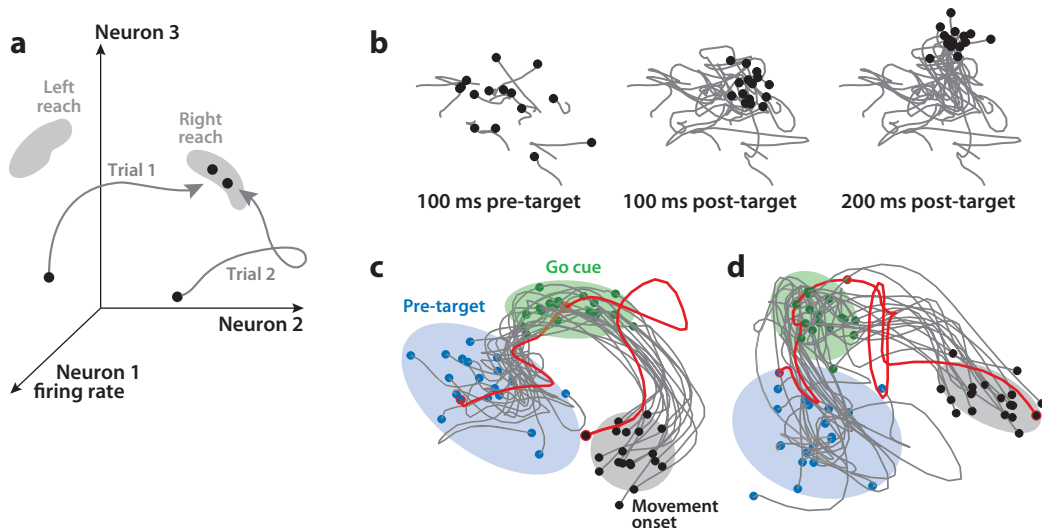 a
Neuron 3
Left
reach
Right
reach
Trial 1
Trial 2
Neuron 2
Neuron 1
firing rate
b
100 ms pre-target
100 ms post-target
200 ms post-target
c
Go cue
Pre-target
Movement
onset
d